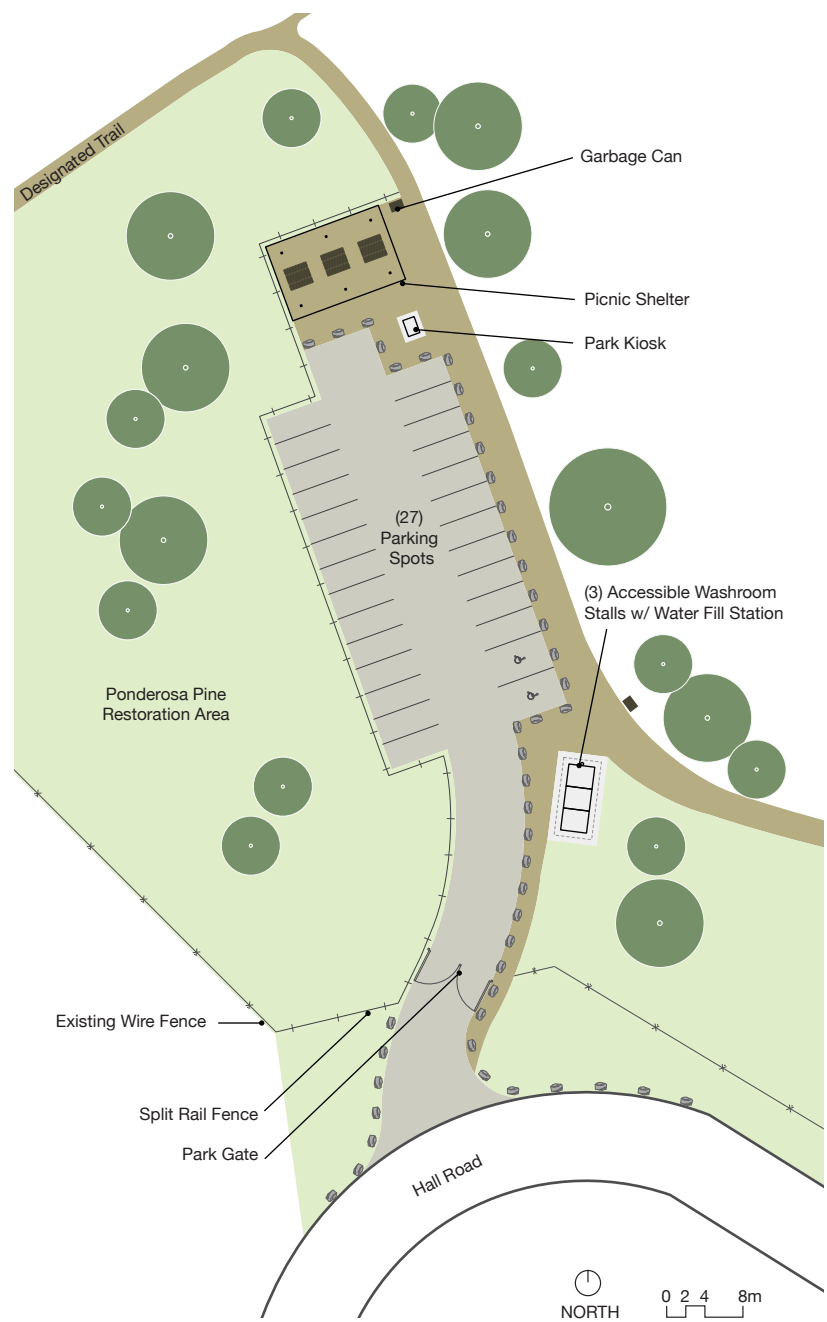 Designated Trail
Garbage Can
Picnic Shelter
Park Kiosk
(27)
Parking
Spots
(3) Accessible Washroom
Stalls w/ Water Fill Station
Ponderosa Pine
Restoration Area
Existing Wire Fence
Split Rail Fence
Park Gate
Hall Road
NORTH
0 2 4 8m